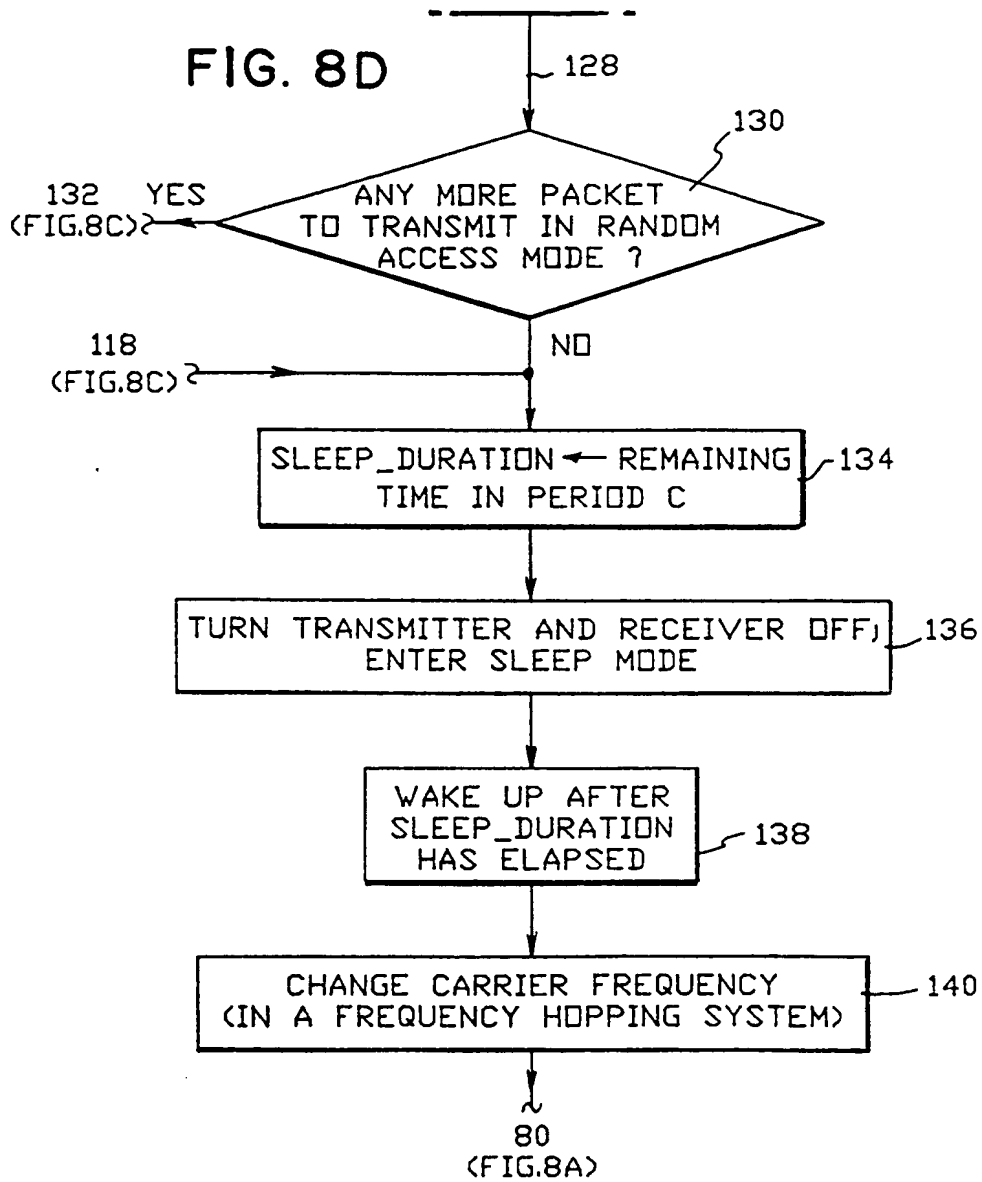 FIG. 8D
128
130
132
(FIG.8C)
YES
ANY MORE PACKET
TO TRANSMIT IN RANDOM
ACCESS MODE ?
NO
118
(FIG.8C)
SLEEP_DURATION ← REMAINING
TIME IN PERIOD C
134
TURN TRANSMITTER AND RECEIVER OFF;
ENTER SLEEP MODE
136
WAKE UP AFTER
SLEEP_DURATION
HAS ELAPSED
138
CHANGE CARRIER FREQUENCY
(IN A FREQUENCY HOPPING SYSTEM)
140
80
(FIG.8A)